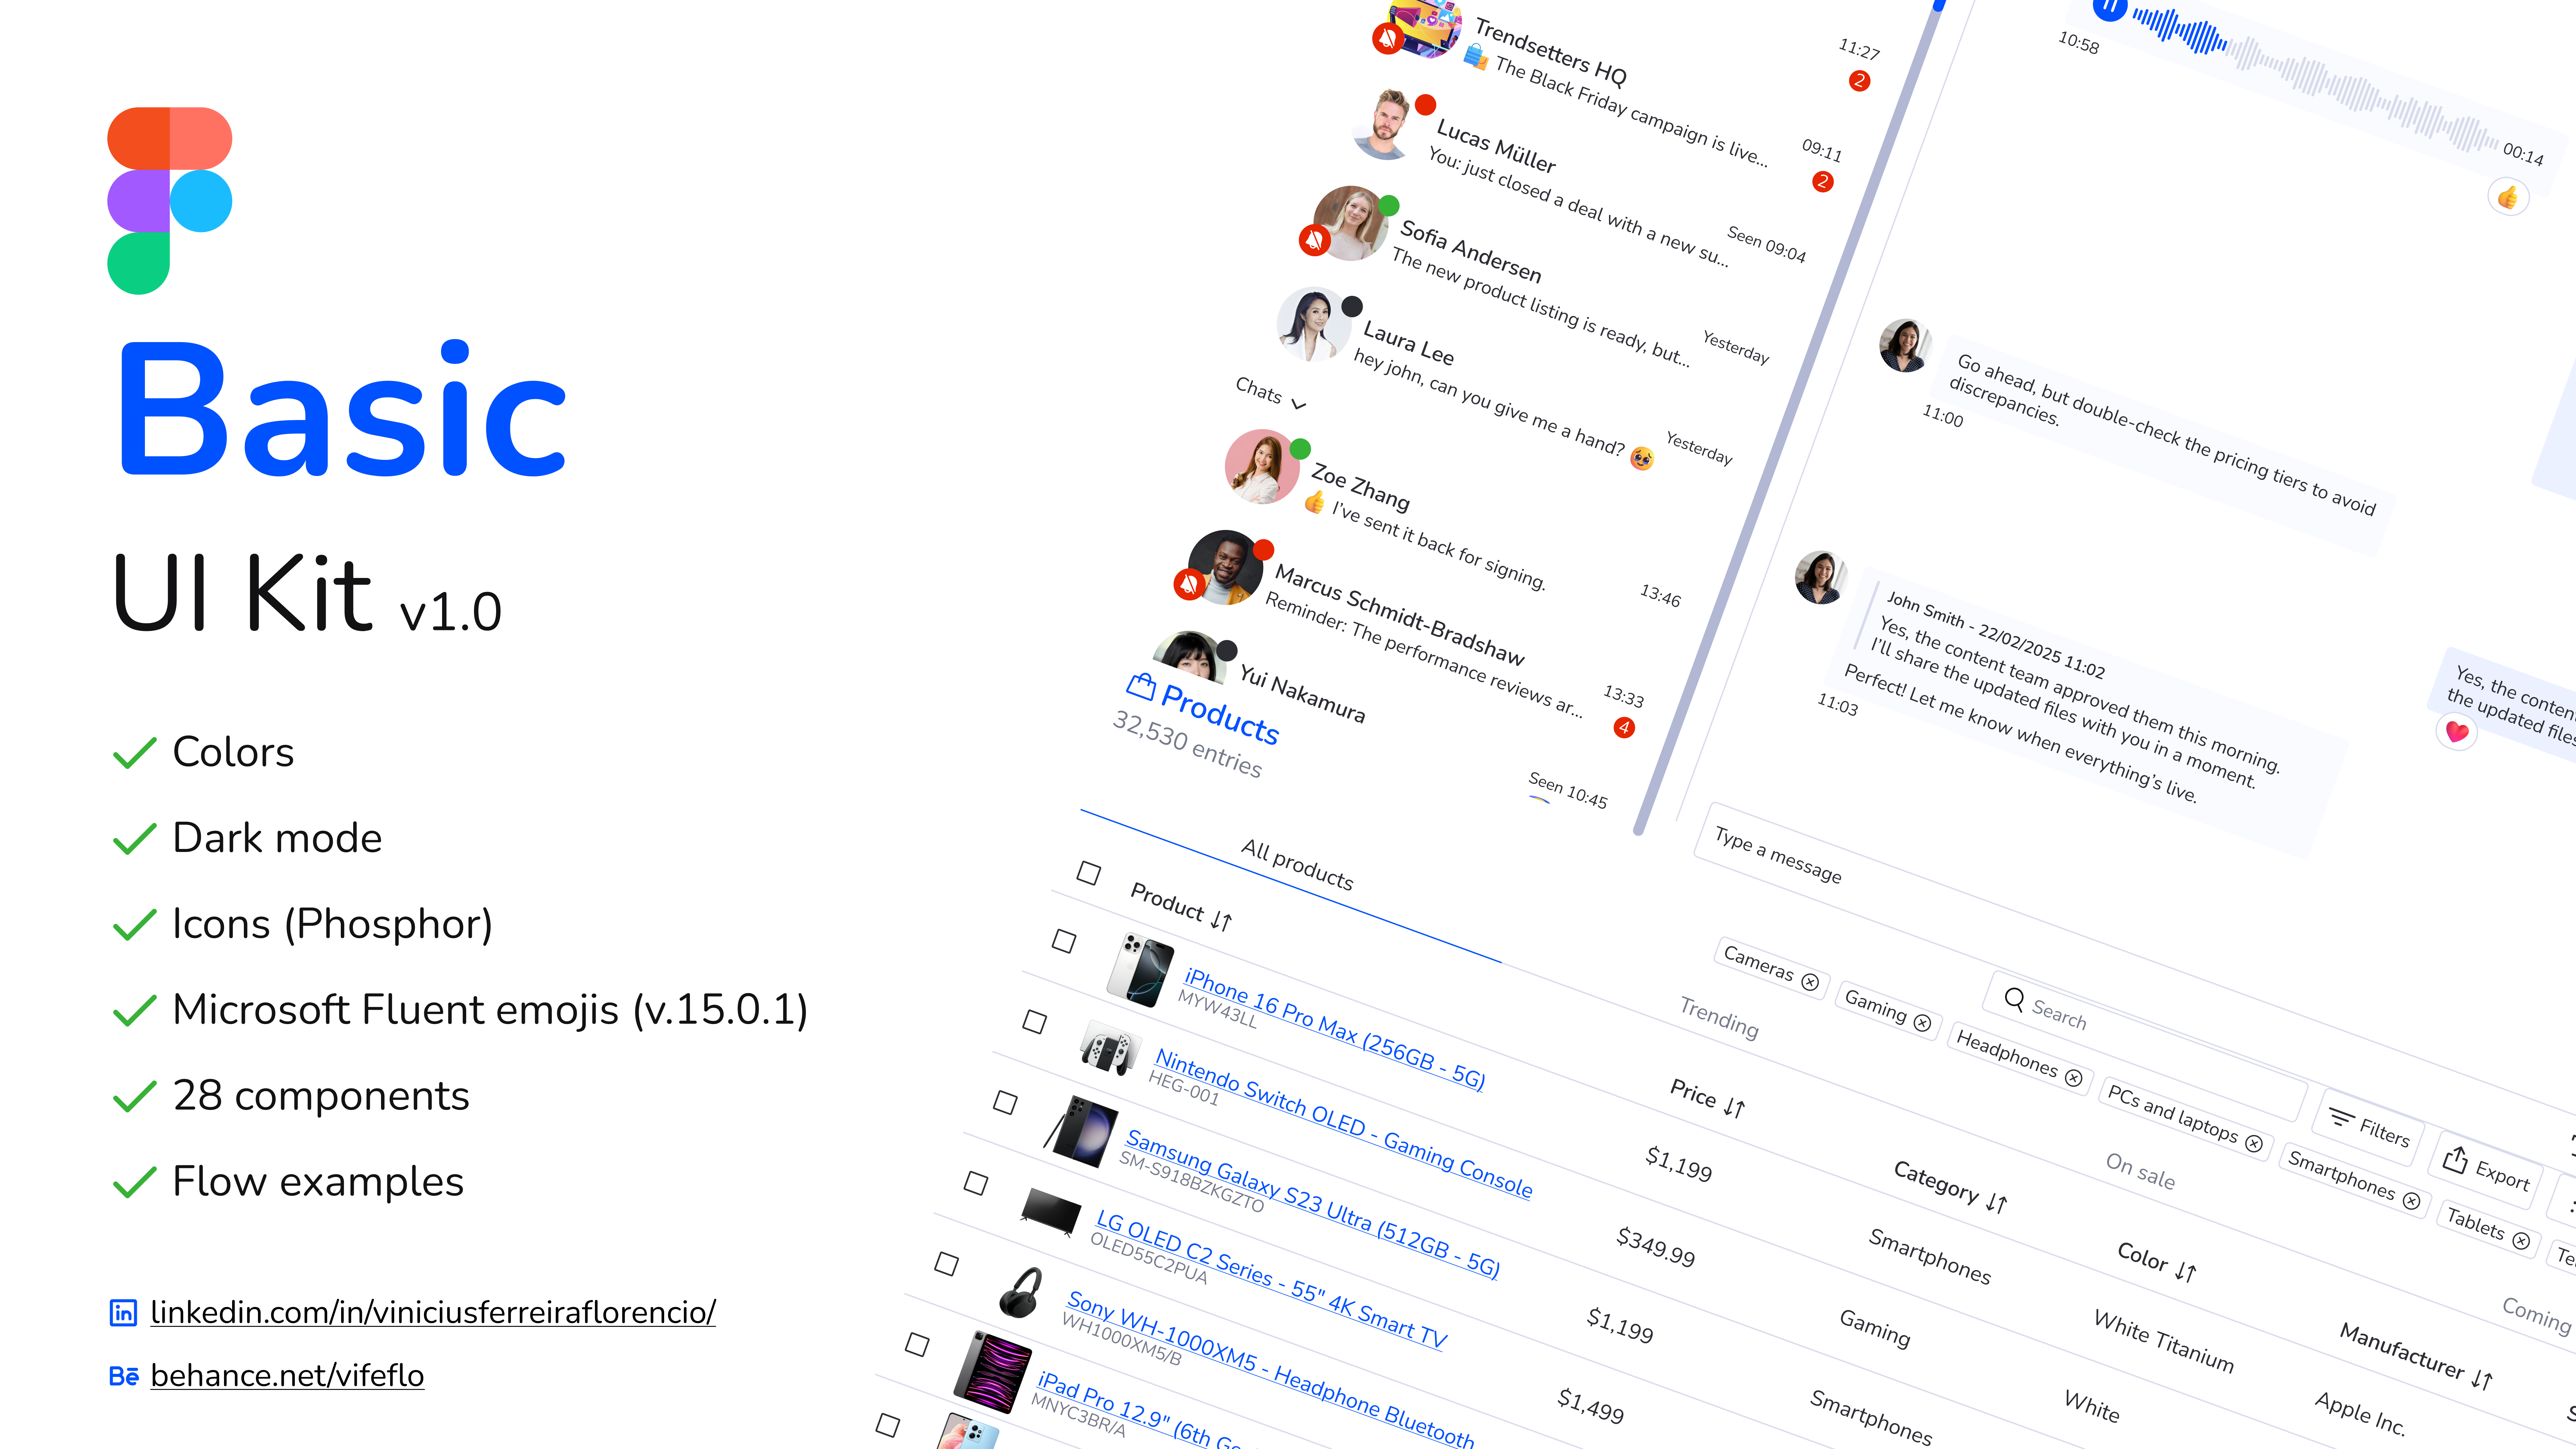 Basic
UI Kit v1.0
Colors
Dark mode
Icons (Phosphor)
Microsoft Fluent emojis (v.15.0.1)
28 components
Flow examples
linkedin.com/in/viniciusferreiraflorencio/
behance.net/vifeflo
Trendsetters HQ
11:27
The Black Friday campaign is live...
2
Lucas Müller
09:11
You: just closed a deal with a new su...
2
Sofia Andersen
Seen 09:04
The new product listing is ready, but...
Laura Lee
Yesterday
hey john, can you give me a hand?
Yesterday
Chats
Zoe Zhang
I've sent it back for signing.
13:46
Marcus Schmidt-Bradshaw
Reminder: The performance reviews ar...
13:33
4
Yui Nakamura
Seen 10:45
10:58
00:14
Go ahead, but double-check the pricing tiers to avoid
discrepancies.
11:00
John Smith - 22/02/2025 11:02
Yes, the content team approved them this morning.
I'll share the updated files with you in a moment.
Perfect! Let me know when everything's live.
11:03
Yes, the conten
the updated files
Type a message
Products
32,530 entries
Cameras
Gaming
Headphones
PCs and laptops
Smartphones
Tablets
Search
Filters
Export
All products
Trending
On sale
Coming
Product
Price
Category
Color
Manufacturer
iPhone 16 Pro Max (256GB - 5G)
MYW43LL
$1,199
Smartphones
White Titanium
Apple Inc.
Nintendo Switch OLED - Gaming Console
HEG-001
$349.99
Gaming
White
Samsung Galaxy S23 Ultra (512GB - 5G)
SM-S918BZKGZTO
$1,199
Smartphones
LG OLED C2 Series - 55" 4K Smart TV
OLED55C2PUA
$1,499
Sony WH-1000XM5 - Headphone Bluetooth
WH1000XM5/B
iPad Pro 12.9" (6th G
MNYC3BR/A